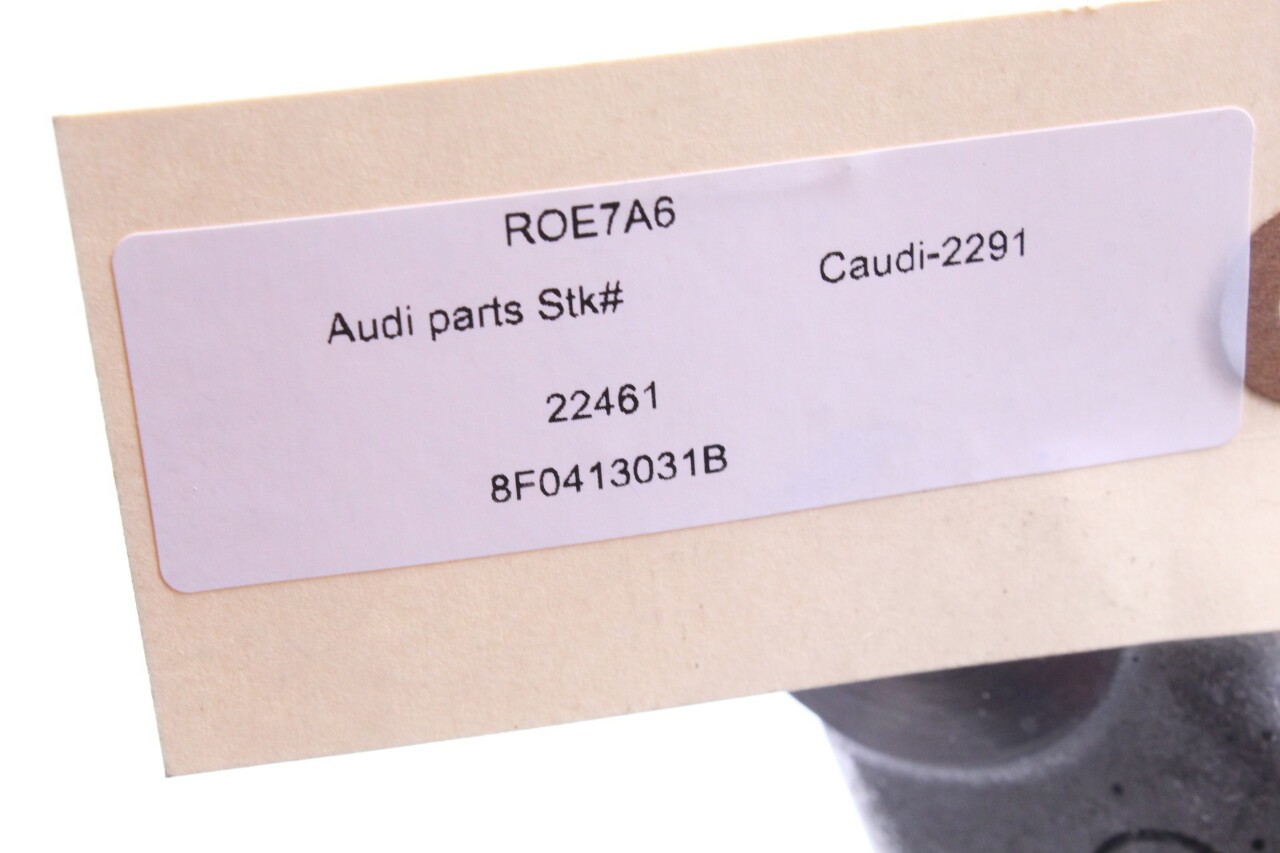 ROE7A6
Caudi-2291
Audi parts Stk#
22461
8F0413031B